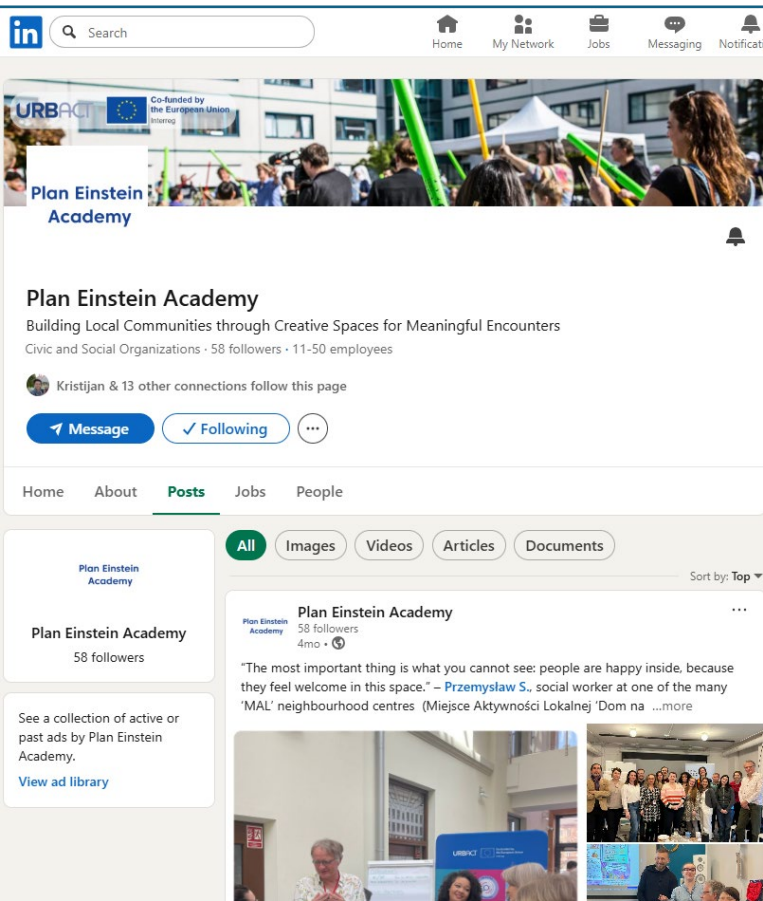 in
Search
Home
My Network
Jobs
Messaging
Notificati
URBACT
Co-funded by
the European Union
Interreg
Plan Einstein
Academy
Plan Einstein Academy
Building Local Communities through Creative Spaces for Meaningful Encounters
Civic and Social Organizations · 58 followers · 11-50 employees
Kristijan & 13 other connections follow this page
Message
Following
Home
About
Posts
Jobs
People
Plan Einstein
Academy
Plan Einstein Academy
58 followers
See a collection of active or
past ads by Plan Einstein
Academy.
View ad library
All
Images
Videos
Articles
Documents
Sort by: Top
Plan Einstein
Academy
Plan Einstein Academy
58 followers
4mo •
“The most important thing is what you cannot see: people are happy inside, because
they feel welcome in this space.” – Przemysław S., social worker at one of the many
‘MAL’ neighbourhood centres (Miejsce Aktywności Lokalnej ‘Dom na ...more
URBACT